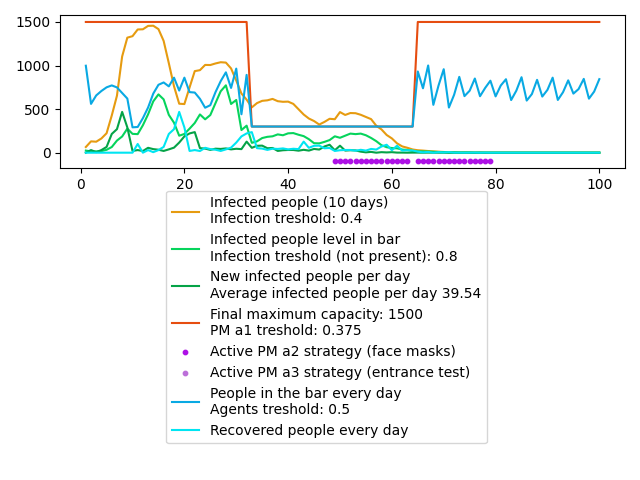 1500
1000
500
0
0 20 40 60 80 100
Infected people (10 days)
Infection treshold: 0.4
Infected people level in bar
Infection treshold (not present): 0.8
New infected people per day
Average infected people per day 39.54
Final maximum capacity: 1500
PM a1 treshold: 0.375
Active PM a2 strategy (face masks)
Active PM a3 strategy (entrance test)
People in the bar every day
Agents treshold: 0.5
Recovered people every day